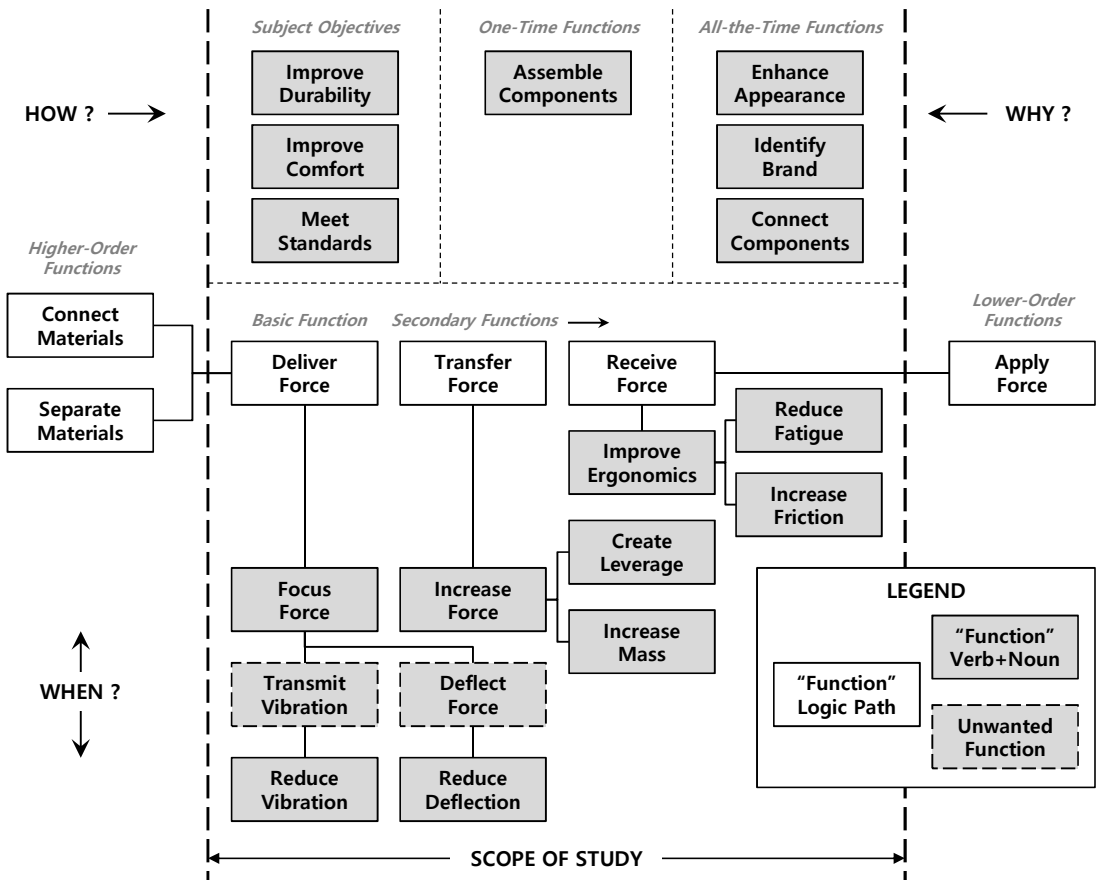 Subject Objectives
One-Time Functions
All-the-Time Functions
Improve
Durability
Assemble
Components
Enhance
Appearance
HOW ?
WHY ?
Improve
Comfort
Identify
Brand
Meet
Standards
Connect
Components
Higher-Order
Functions
Lower-Order
Functions
Connect
Materials
Basic Function
Secondary Functions
Deliver
Force
Transfer
Force
Receive
Force
Apply
Force
Separate
Materials
Reduce
Fatigue
Improve
Ergonomics
Increase
Friction
Create
Leverage
Focus
Force
Increase
Force
Increase
Mass
LEGEND
"Function"
Verb+Noun
"Function"
Logic Path
Unwanted
Function
WHEN ?
Transmit
Vibration
Deflect
Force
Reduce
Vibration
Reduce
Deflection
SCOPE OF STUDY